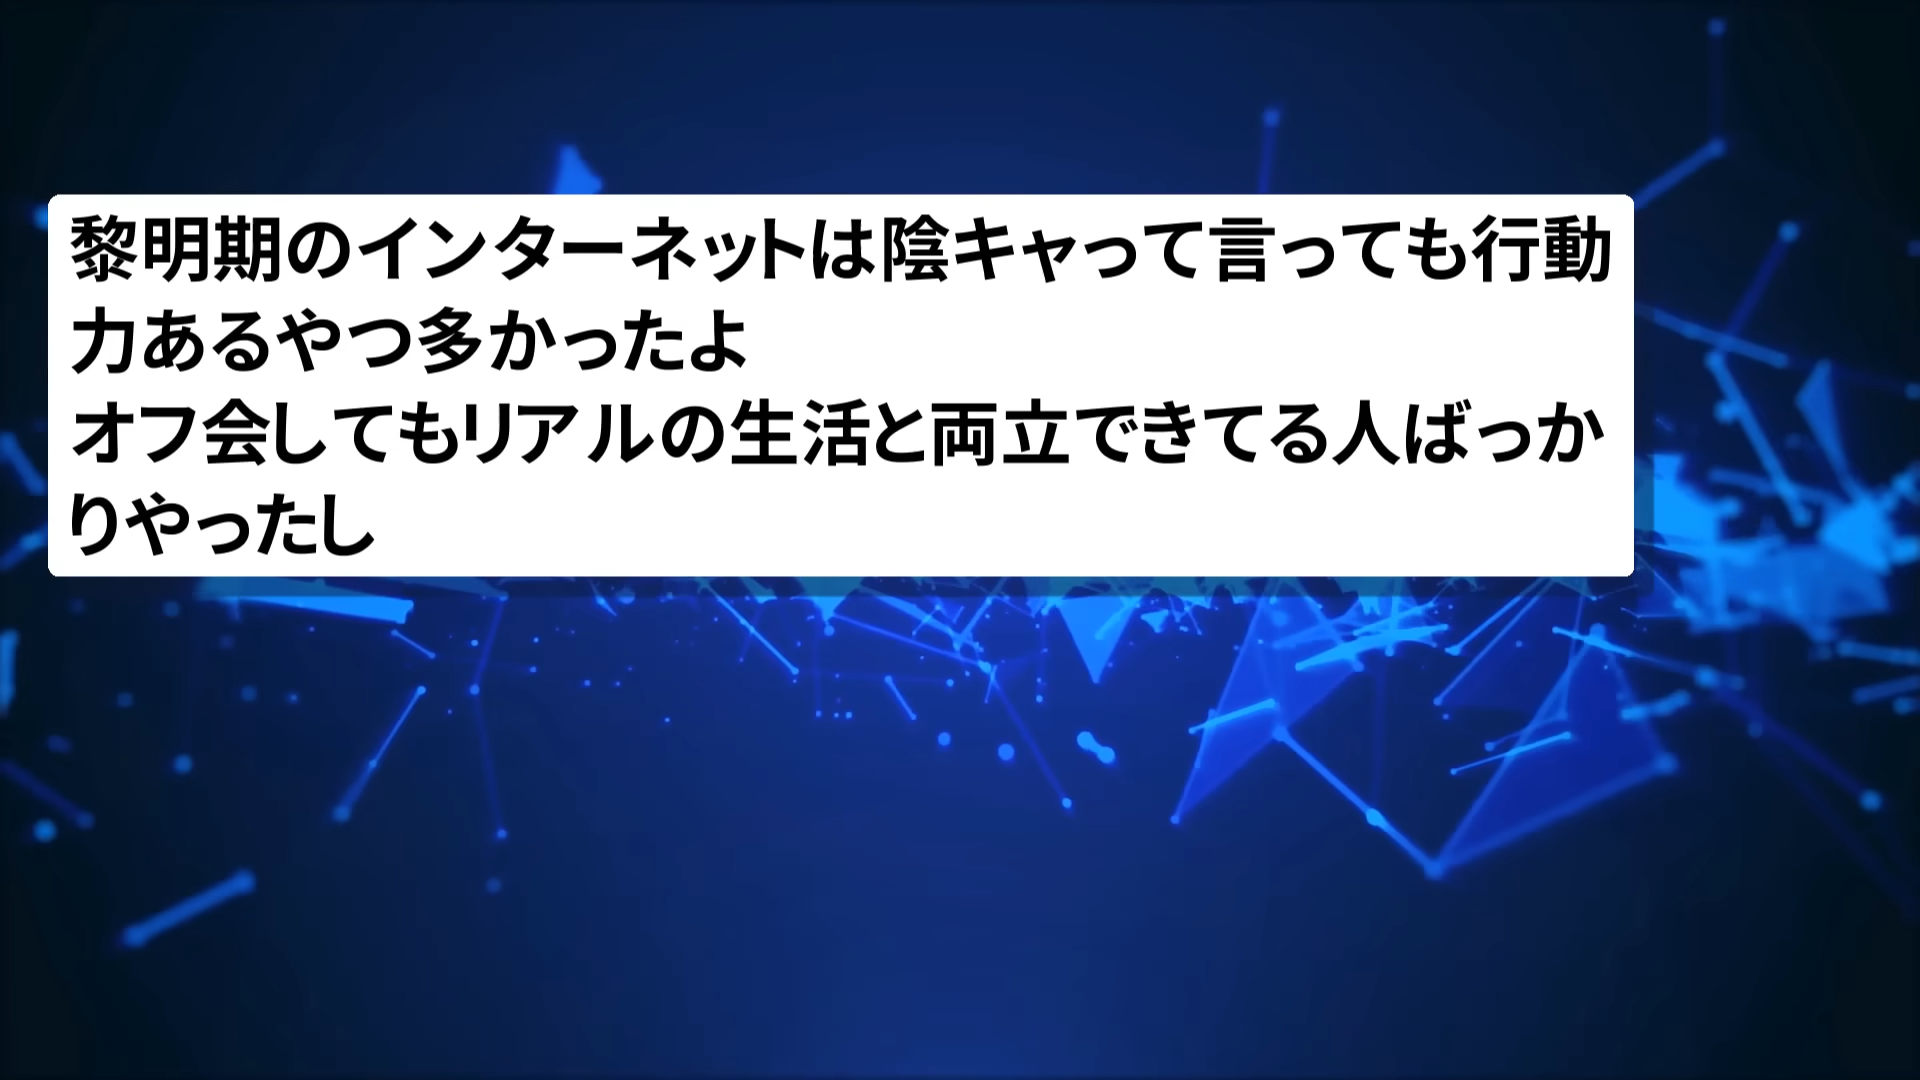 黎明期のインターネットは陰キャって言っても行動
力あるやつ多かったよ
オフ会してもリアルの生活と両立できてる人ばっか
りやったし